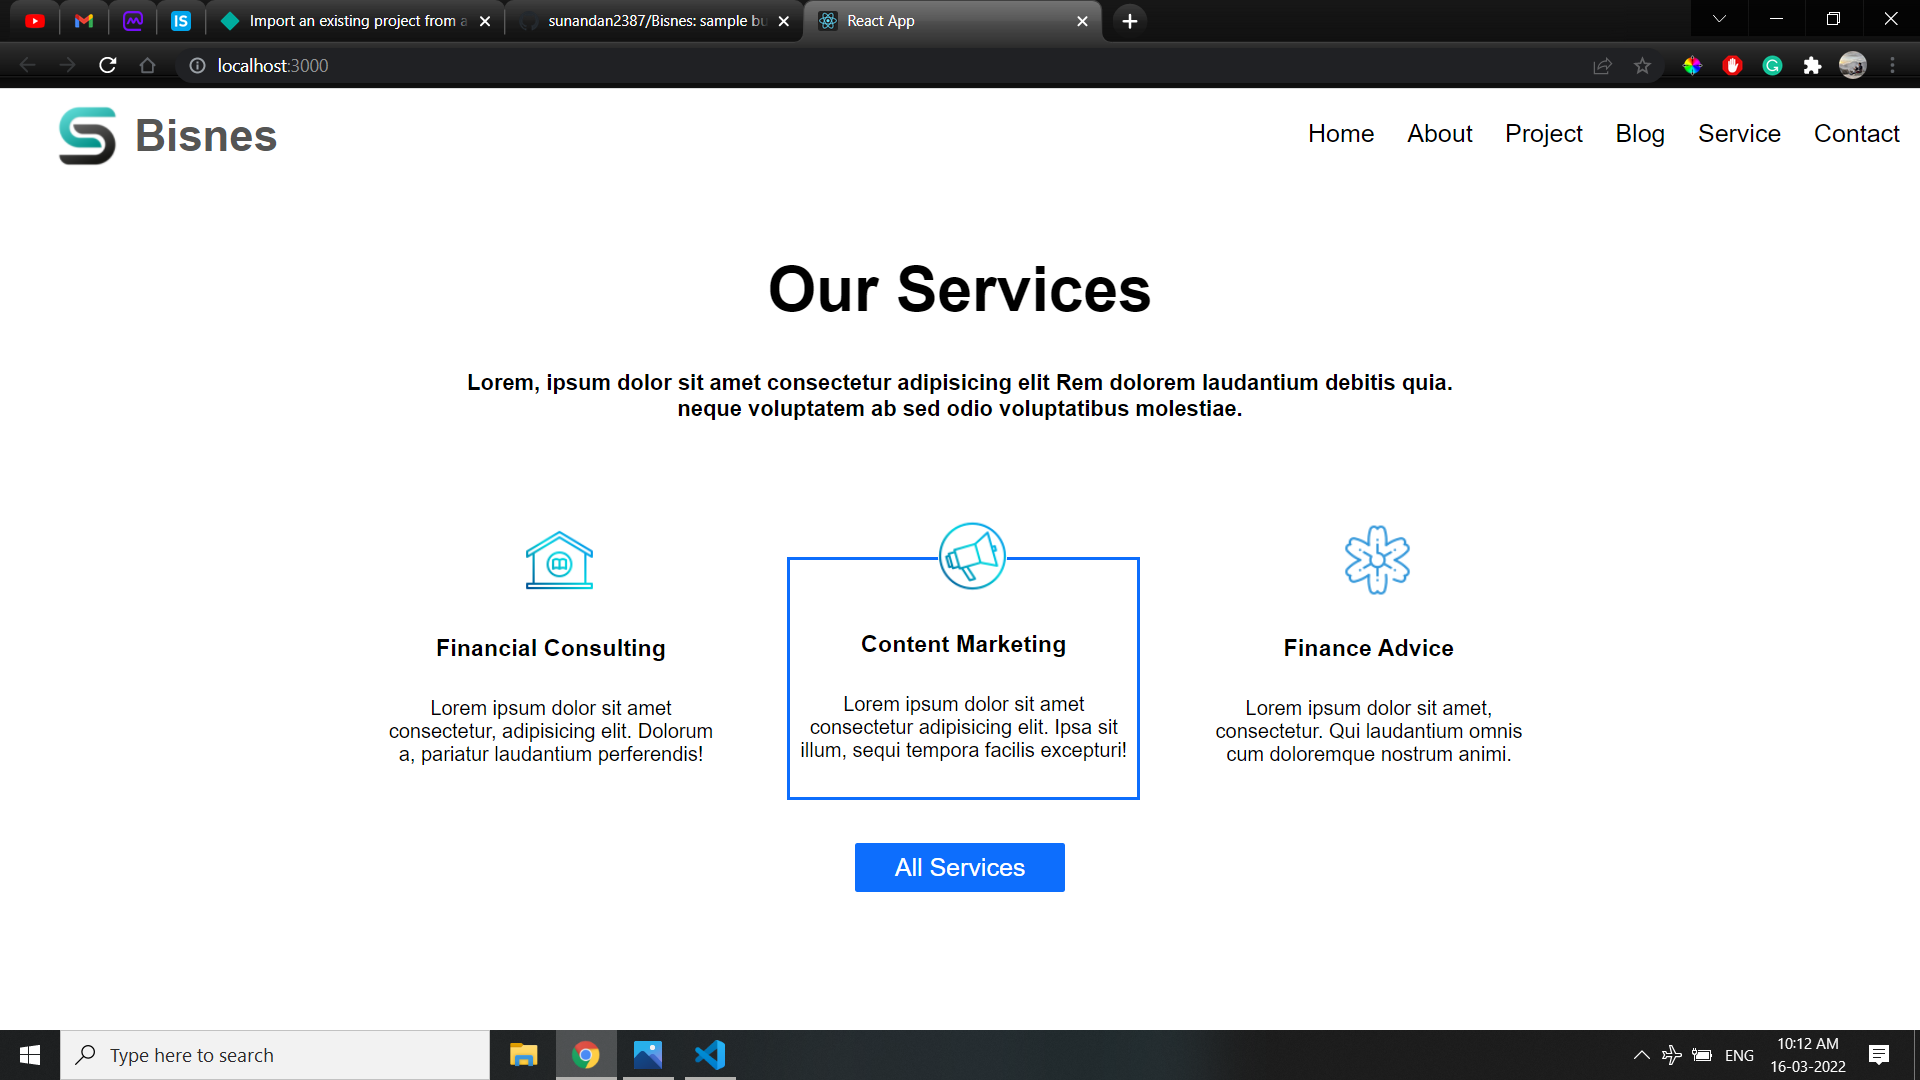 Import an existing project from a
sunandan2387/Bisnes: sample bu
React App
localhost:3000
Bisnes
Home About Project Blog Service Contact
Our Services
Lorem, ipsum dolor sit amet consectetur adipisicing elit Rem dolorem laudantium debitis quia.
neque voluptatem ab sed odio voluptatibus molestiae.
Financial Consulting
Lorem ipsum dolor sit amet
consectetur, adipisicing elit. Dolorum
a, pariatur laudantium perferendis!
Content Marketing
Lorem ipsum dolor sit amet
consectetur adipisicing elit. Ipsa sit
illum, sequi tempora facilis excepturi!
Finance Advice
Lorem ipsum dolor sit amet,
consectetur. Qui laudantium omnis
cum doloremque nostrum animi.
All Services
Type here to search
ENG
10:12 AM
16-03-2022